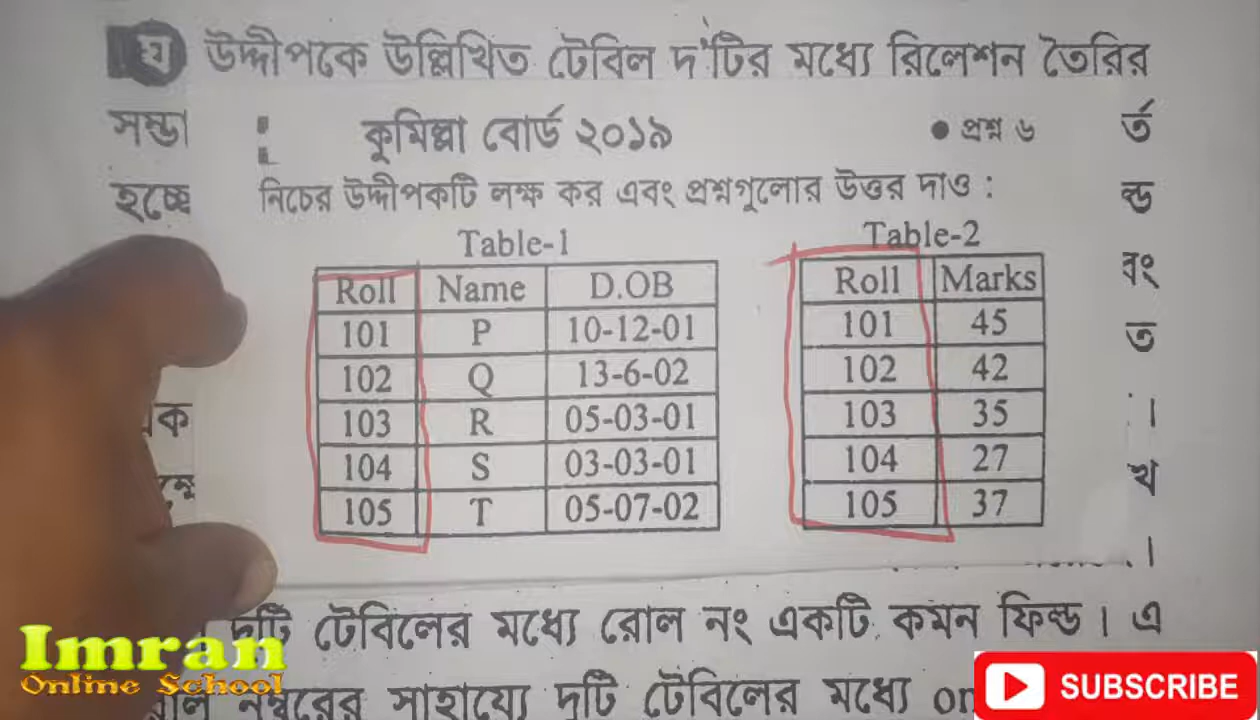 ঘ উদ্দীপকে উল্লিখিত টেবিল দ'টির মধ্যে রিলেশন তৈরির
সম্ভা
কুমিল্লা বোর্ড ২০১৯
● প্রশ্ন ৬
র্ত
হচ্ছে
নিচের উদ্দীপকটি লক্ষ কর এবং প্রশ্নগুলোর উত্তর দাও :
ল্ড
Table-1
Roll Name D.OB
101 P 10-12-01
102 Q 13-6-02
103 R 05-03-01
104 S 03-03-01
105 T 05-07-02
Table-2
Roll Marks
101 45
102 42
103 35
104 27
105 37
বং
ত
।
খ
।
ক
দুটি টেবিলের মধ্যে রোল নং একটি কমন ফিল্ড। এ
নম্বরের সাহায্যে দুটি টেবিলের মধ্যে on
Imran
Online School
SUBSCRIBE